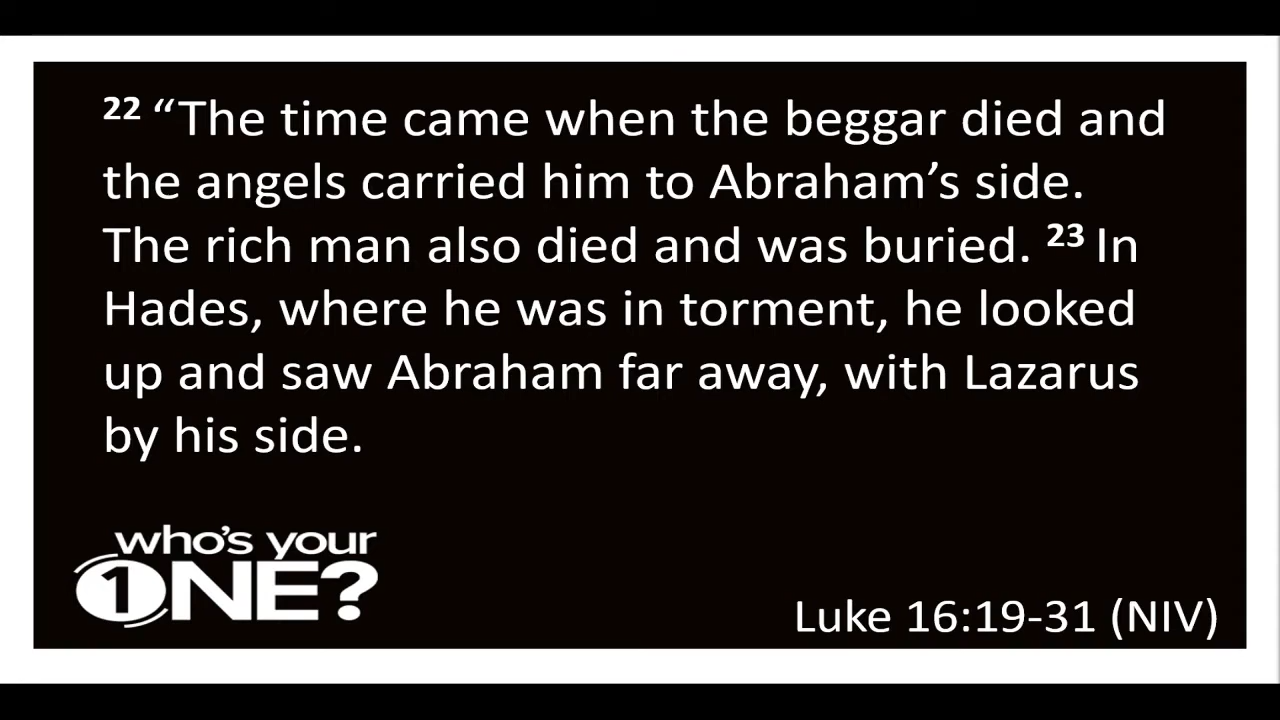 22 “The time came when the beggar died and
the angels carried him to Abraham’s side.
The rich man also died and was buried. 23 In
Hades, where he was in torment, he looked
up and saw Abraham far away, with Lazarus
by his side.
who's your
1NE?
Luke 16:19-31 (NIV)